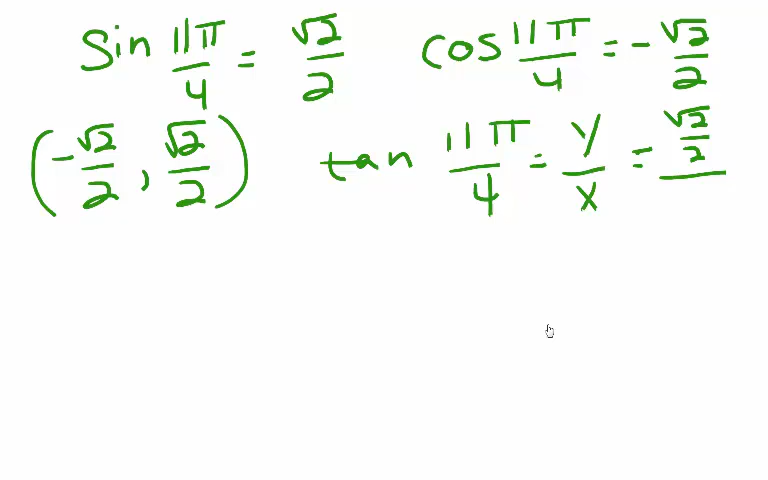 sin 11π/4 = √2/2 cos 11π/4 = -√2/2
(-√2/2, √2/2) tan 11π/4 = y/x = √2/2